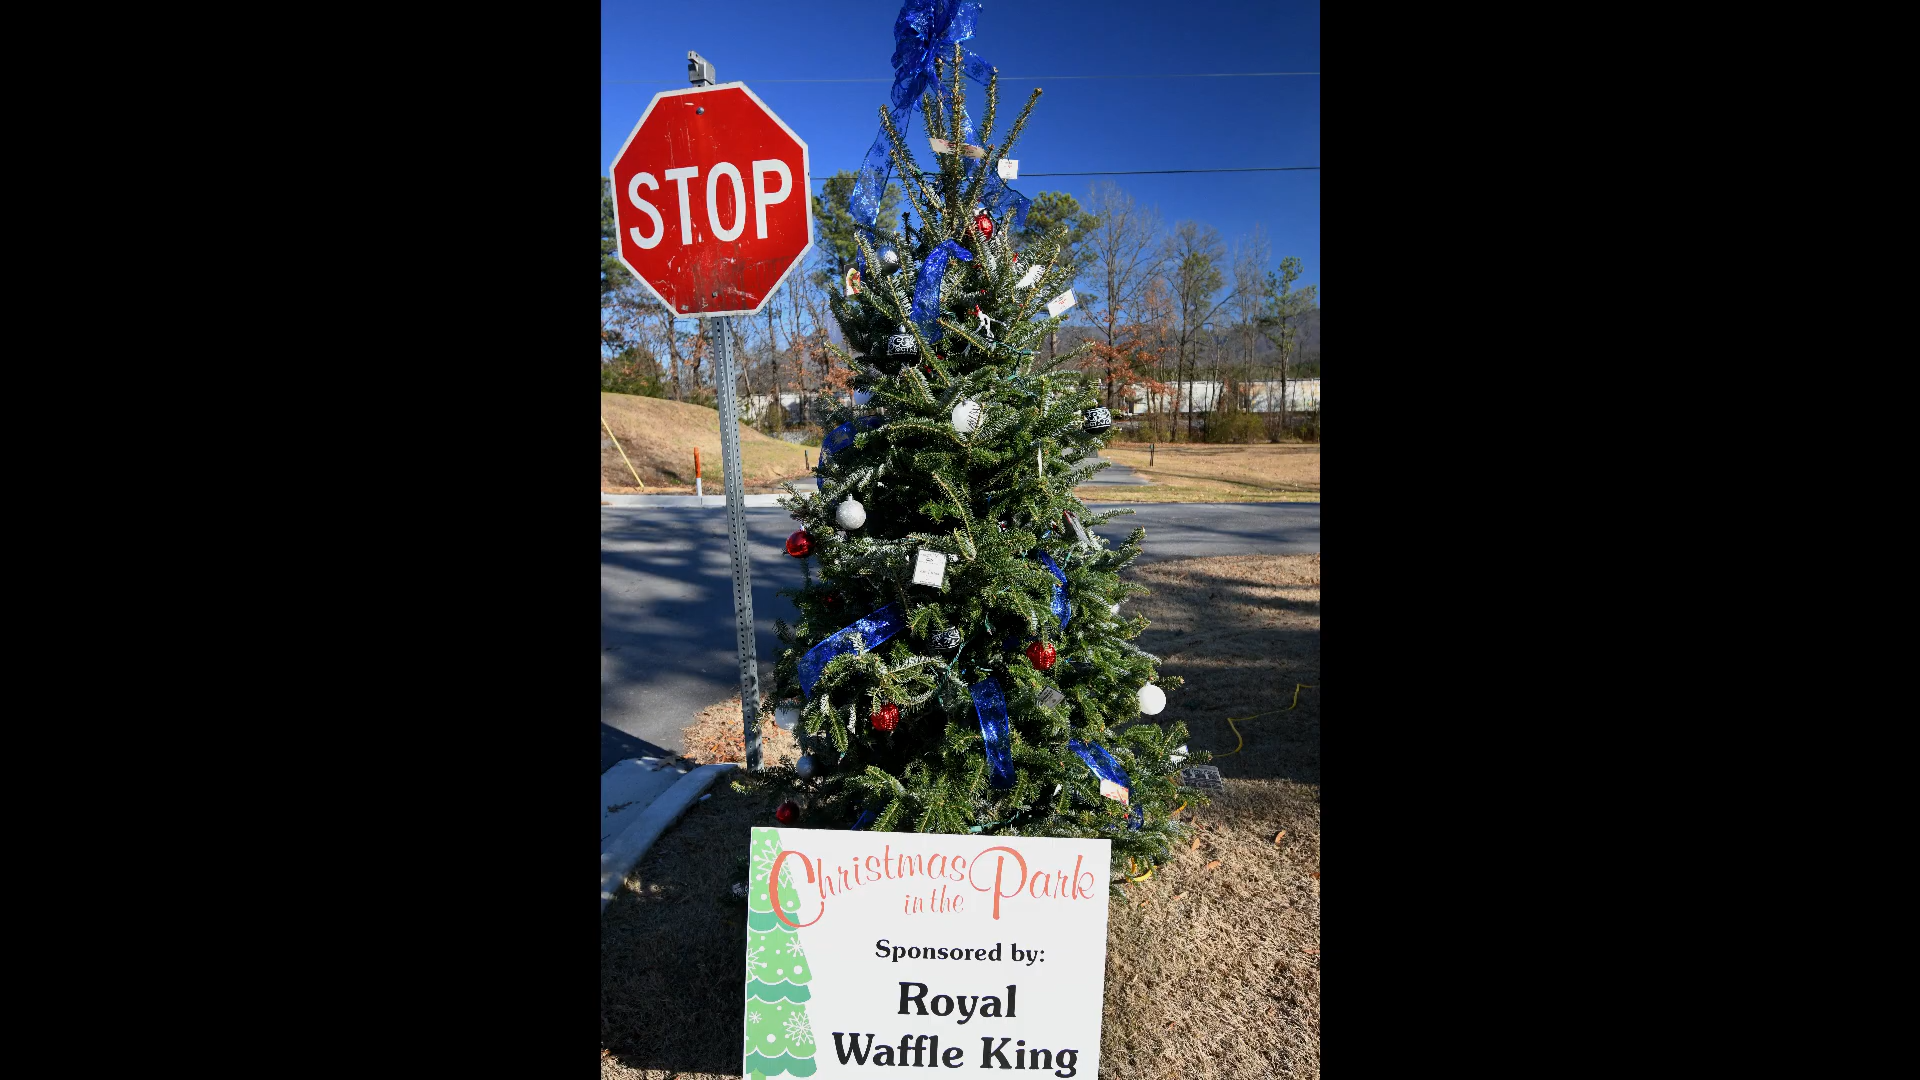 STOP
Christmas
in the
Park
Sponsored by:
Royal
Waffle King